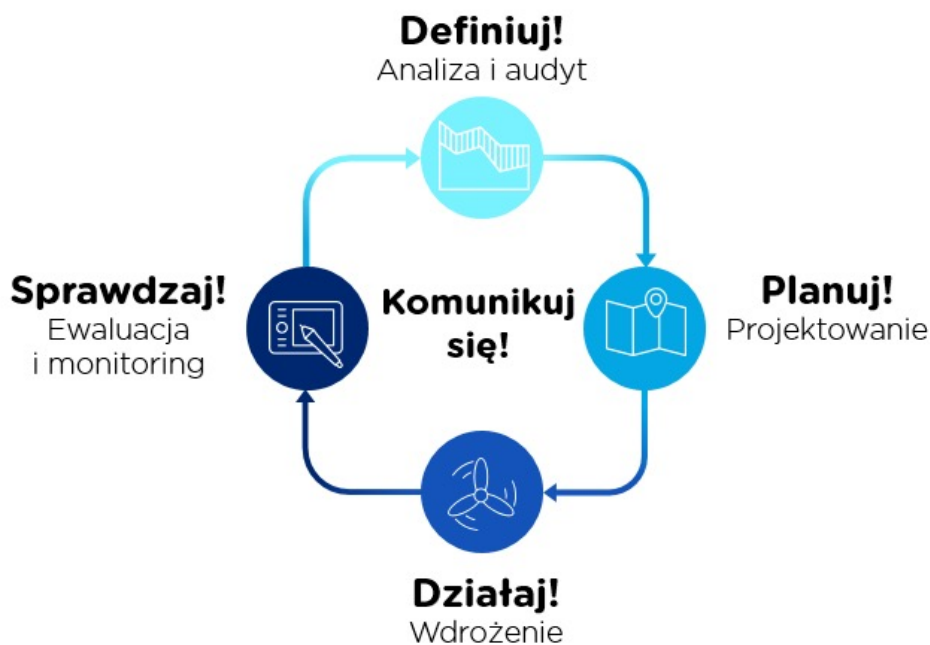 Definiuj!
Analiza i audyt
Sprawdzaj!
Ewaluacja
i monitoring
Komunikuj
się!
Planuj!
Projektowanie
Działaj!
Wdrożenie